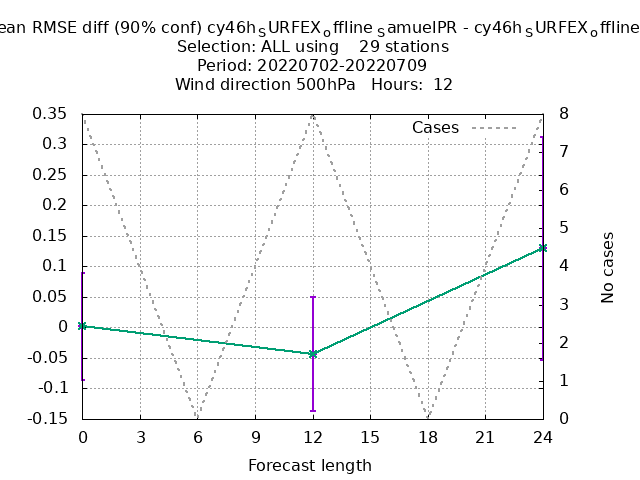 ean RMSE diff (90% conf) cy46h_SURFEX_offline_SamuelPR - cy46h_SURFEX_offline
Selection: ALL using 29 stations
Period: 20220702-20220709
Wind direction 500hPa Hours: 12
Cases
0.35
0.3
0.25
0.2
0.15
0.1
0.05
0
-0.05
-0.1
-0.15
8
7
6
5
4
3
2
1
0
No cases
0 3 6 9 12 15 18 21 24
Forecast length